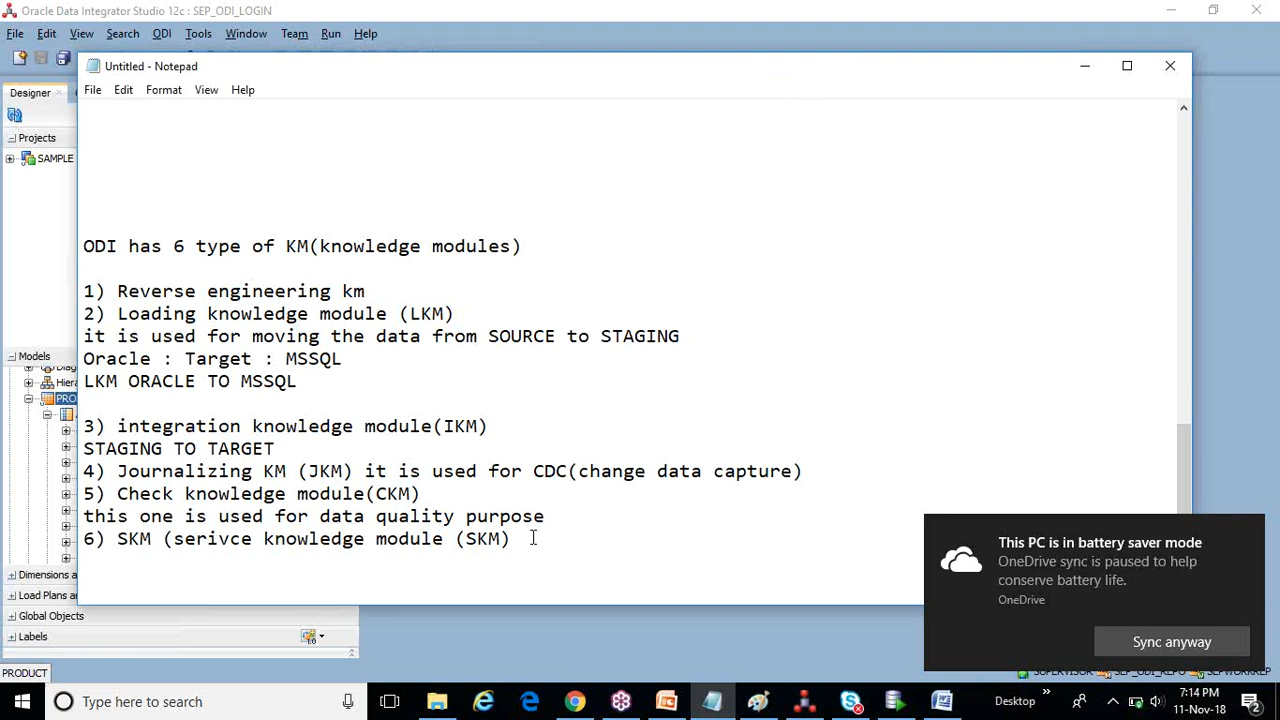 Oracle Data Integrator Studio 12c : SEP_ODI_LOGIN
File Edit View Search ODI Tools Window Team Run Help
Untitled - Notepad
File Edit Format View Help
Designer
Projects
SAMPLE
ODI has 6 type of KM(knowledge modules)
1) Reverse engineering km
2) Loading knowledge module (LKM)
it is used for moving the data from SOURCE to STAGING
Oracle : Target : MSSQL
LKM ORACLE TO MSSQL
3) integration knowledge module(IKM)
STAGING TO TARGET
4) Journalizing KM (JKM) it is used for CDC(change data capture)
5) Check knowledge module(CKM)
this one is used for data quality purpose
6) SKM (serivce knowledge module (SKM)
Models
Hiera
PRO
Dimensions a
Load Plans an
Global Objects
Labels
This PC is in battery saver mode
OneDrive sync is paused to help
conserve battery life.
OneDrive
Sync anyway
PRODUCT
Type here to search
Desktop
7:14 PM
11-Nov-18
2